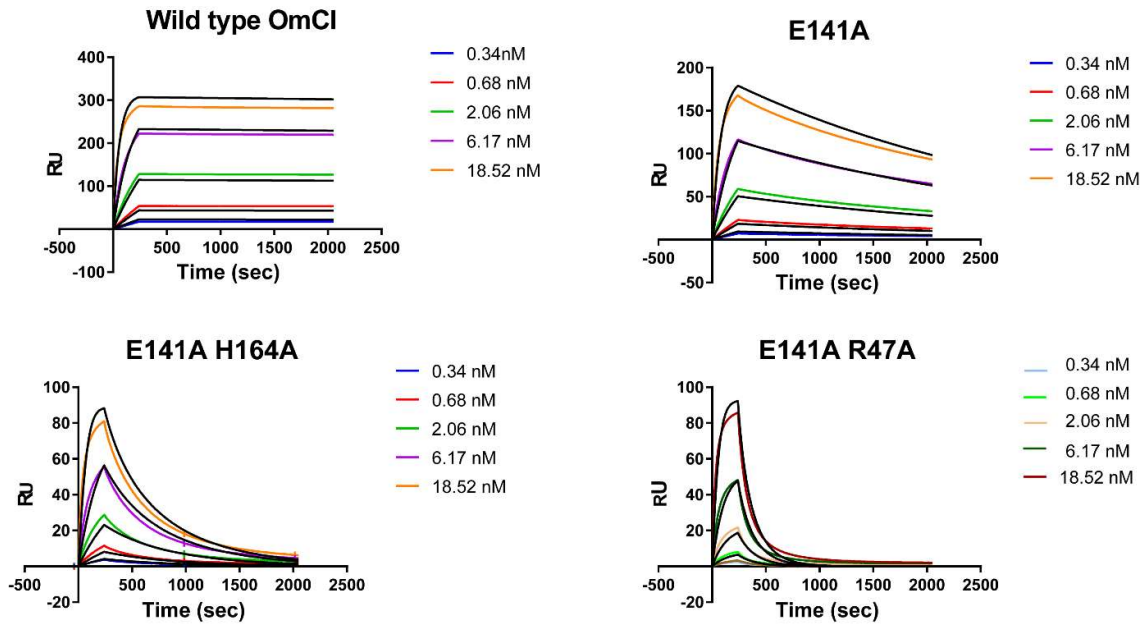 Wild type OmCI
400
300
200
100
-100
-500
500
1000
1500
2000
2500
RU
Time (sec)
0.34nM
0.68 nM
2.06 nM
6.17 nM
18.52 nM
E141A
200
150
100
50
-50
-500
500
1000
1500
2000
2500
RU
Time (sec)
0.34 nM
0.68 nM
2.06 nM
6.17 nM
18.52 nM
E141A H164A
100
80
60
40
20
-20
-500
500
1000
1500
2000
2500
RU
Time (sec)
0.34 nM
0.68 nM
2.06 nM
6.17 nM
18.52 nM
E141A R47A
100
80
60
40
20
-20
-500
500
1000
1500
2000
2500
RU
Time (sec)
0.34 nM
0.68 nM
2.06 nM
6.17 nM
18.52 nM